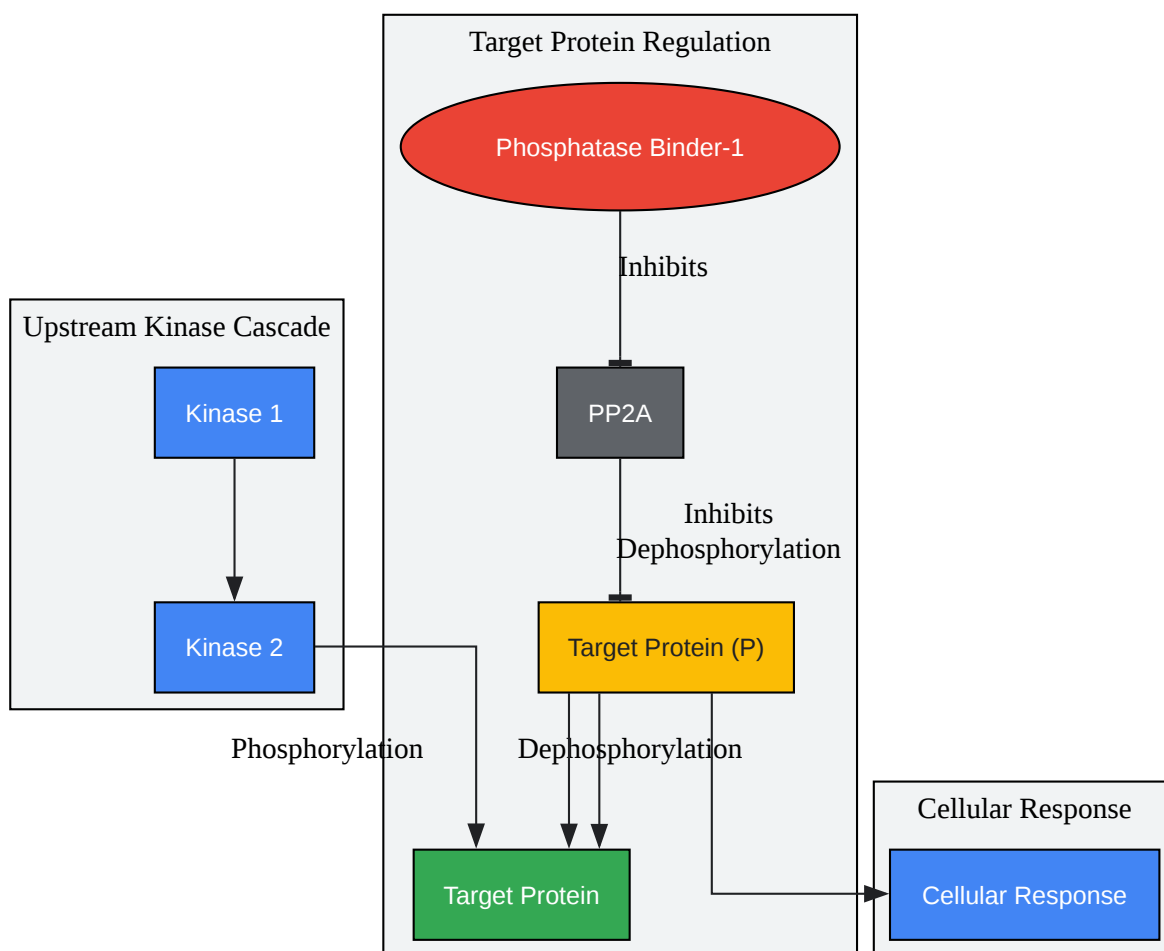 Target Protein Regulation
Phosphatase Binder-1
Inhibits
Upstream Kinase Cascade
Kinase 1
PP2A
Inhibits
Dephosphorylation
Kinase 2
Target Protein (P)
Phosphorylation
Dephosphorylation
Cellular Response
Target Protein
Cellular Response